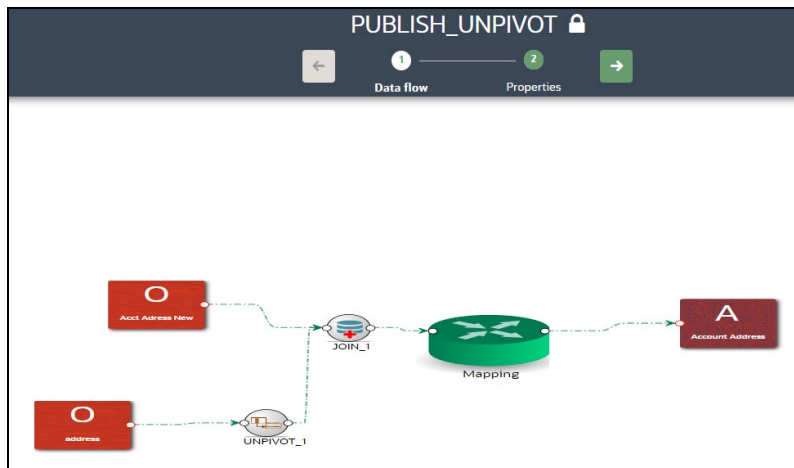 PUBLISH_UNPIVOT
1
2
Data flow
Properties
O
Acct Adress New
JOIN_1
Mapping
A
Account Address
O
address
UNPIVOT_1